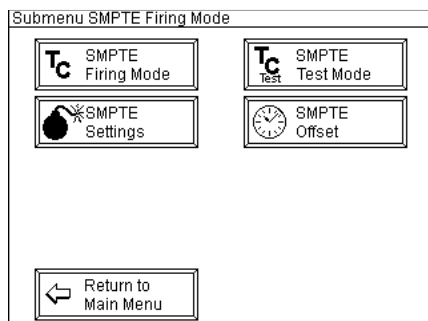 Submenu SMPTE Firing Mode
TC SMPTE
Firing Mode
TC Test SMPTE
Test Mode
SMPTE
Settings
SMPTE
Offset
Return to
Main Menu